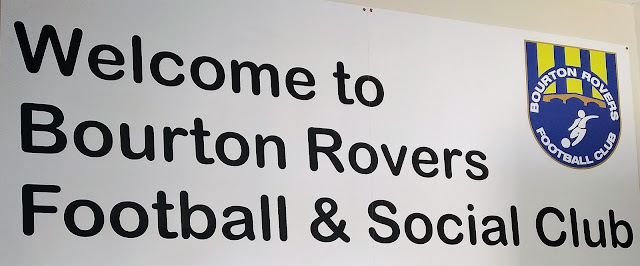 Welcome to
Bourton Rovers
Football & Social Club
BOURTON ROVERS
FOOTBALL CLUB